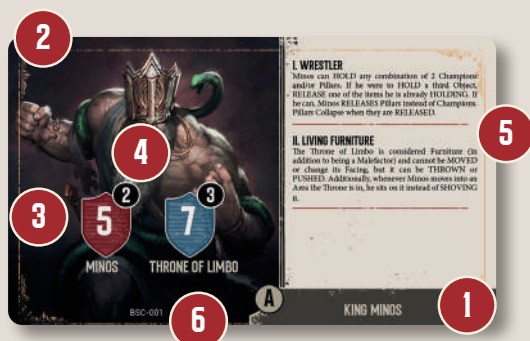 2
I. WRESTLER
Minos can HOLD any combination of 2 Champions
and/or Pillars. If he were to HOLD a third Object,
RELEASE one of the items he is already HOLDING. If
he can, Minos RELEASES Pillars instead of Champions.
Pillars Collapse when they are RELEASED.
5
II. LIVING FURNITURE
The Throne of Limbo is considered Furniture (in
addition to being a Malefactor) and cannot be MOVED
or change its Facing, but it can be THROWN or
PUSHED. Additionally, whenever Minos moves into an
Area the Throne is in, he sits on it instead of SHOVING
it.
4
3
5 2
7 3
MINOS
THRONE OF LIMBO
BSC-001
6
A
KING MINOS
1